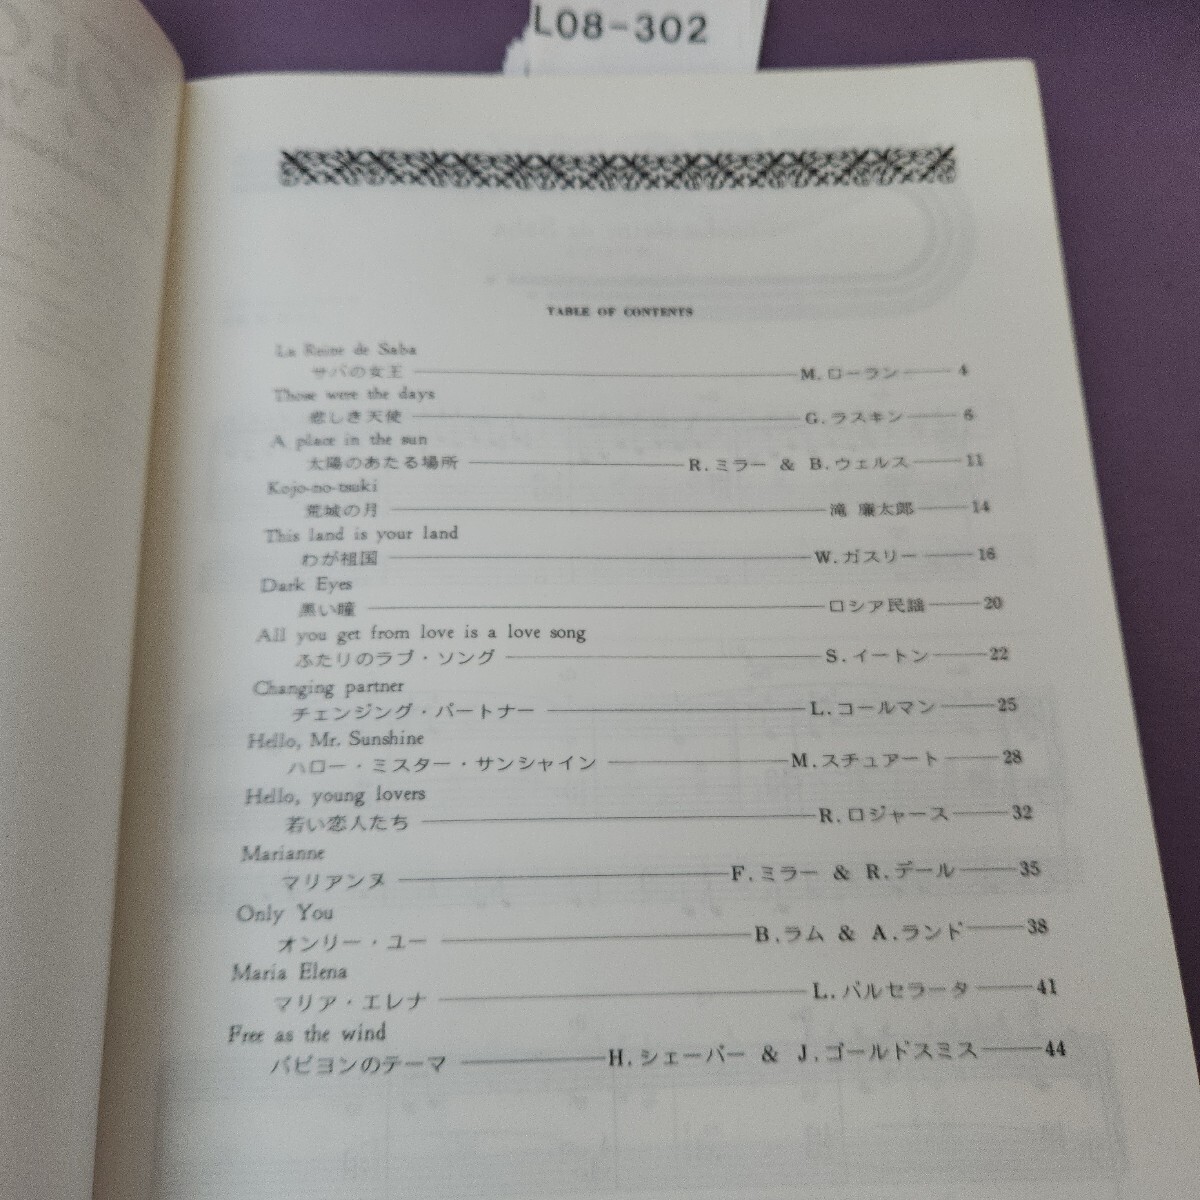 L08-302
TABLE OF CONTENTS
La Reine de Saba
サバの女王 M.ローラン 4
Those were the days
悲しき天使 G.ラスキン 6
A place in the sun
太陽のあたる場所 R.ミラー & B.ウェルス 11
Kojo-no-tsuki
荒城の月 滝 廉太郎 14
This land is your land
わが祖国 W.ガスリー 16
Dark Eyes
黒い瞳 ロシア民謡 20
All you get from love is a love song
ふたりのラブ・ソング S.イートン 22
Changing partner
チェンジング・パートナー L.コールマン 25
Hello, Mr. Sunshine
ハロー・ミスター・サンシャイン M.スチュアート 28
Hello, young lovers
若い恋人たち R.ロジャース 32
Marianne
マリアンヌ F.ミラー & R.デール 35
Only You
オンリー・ユー B.ラム & A.ランド 38
Maria Elena
マリア・エレナ L.バルセラータ 41
Free as the wind
パピヨンのテーマ H.シェーパー & J.ゴールドスミス 44